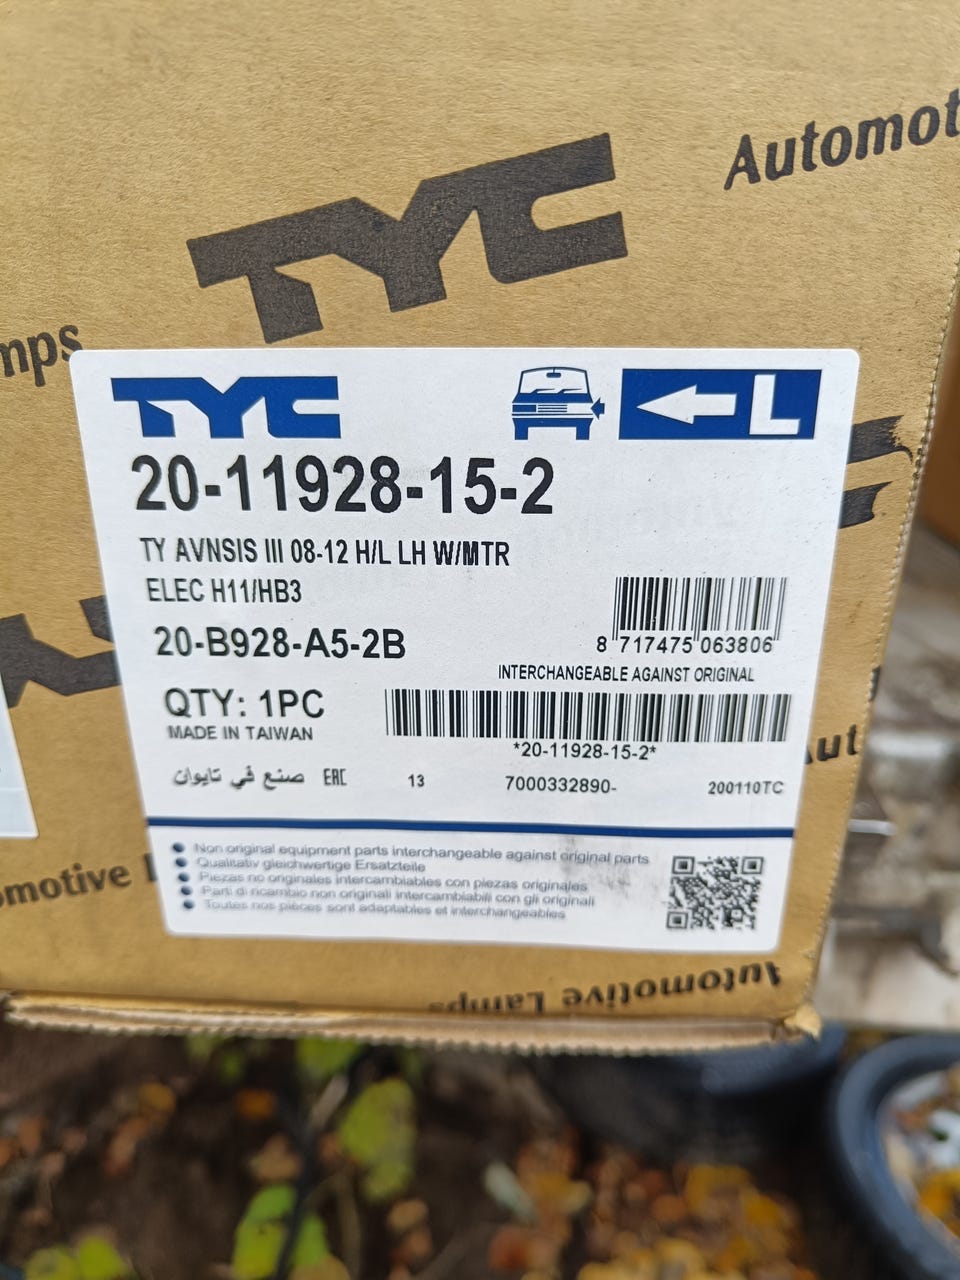 Automot
TYC
mps
TYC
L
20-11928-15-2
TY AVNSIS III 08-12 H/L LH W/MTR
ELEC H11/HB3
20-B928-A5-2B
8 717475 063806
INTERCHANGEABLE AGAINST ORIGINAL
QTY: 1PC
MADE IN TAIWAN
*20-11928-15-2*
صنع في تايوان EAC 13 7000332890- 200110TC
Aut
Non original equipment parts interchangeable against original parts
Qualitativ gleichwertige Ersatzteile
Piezas no originales intercambiables con piezas originales
Parti di ricambio non originali intercambiabili con gli originali
Toutes nos pièces sont adaptables et interchangeables
omotive l
Automotive Lamps